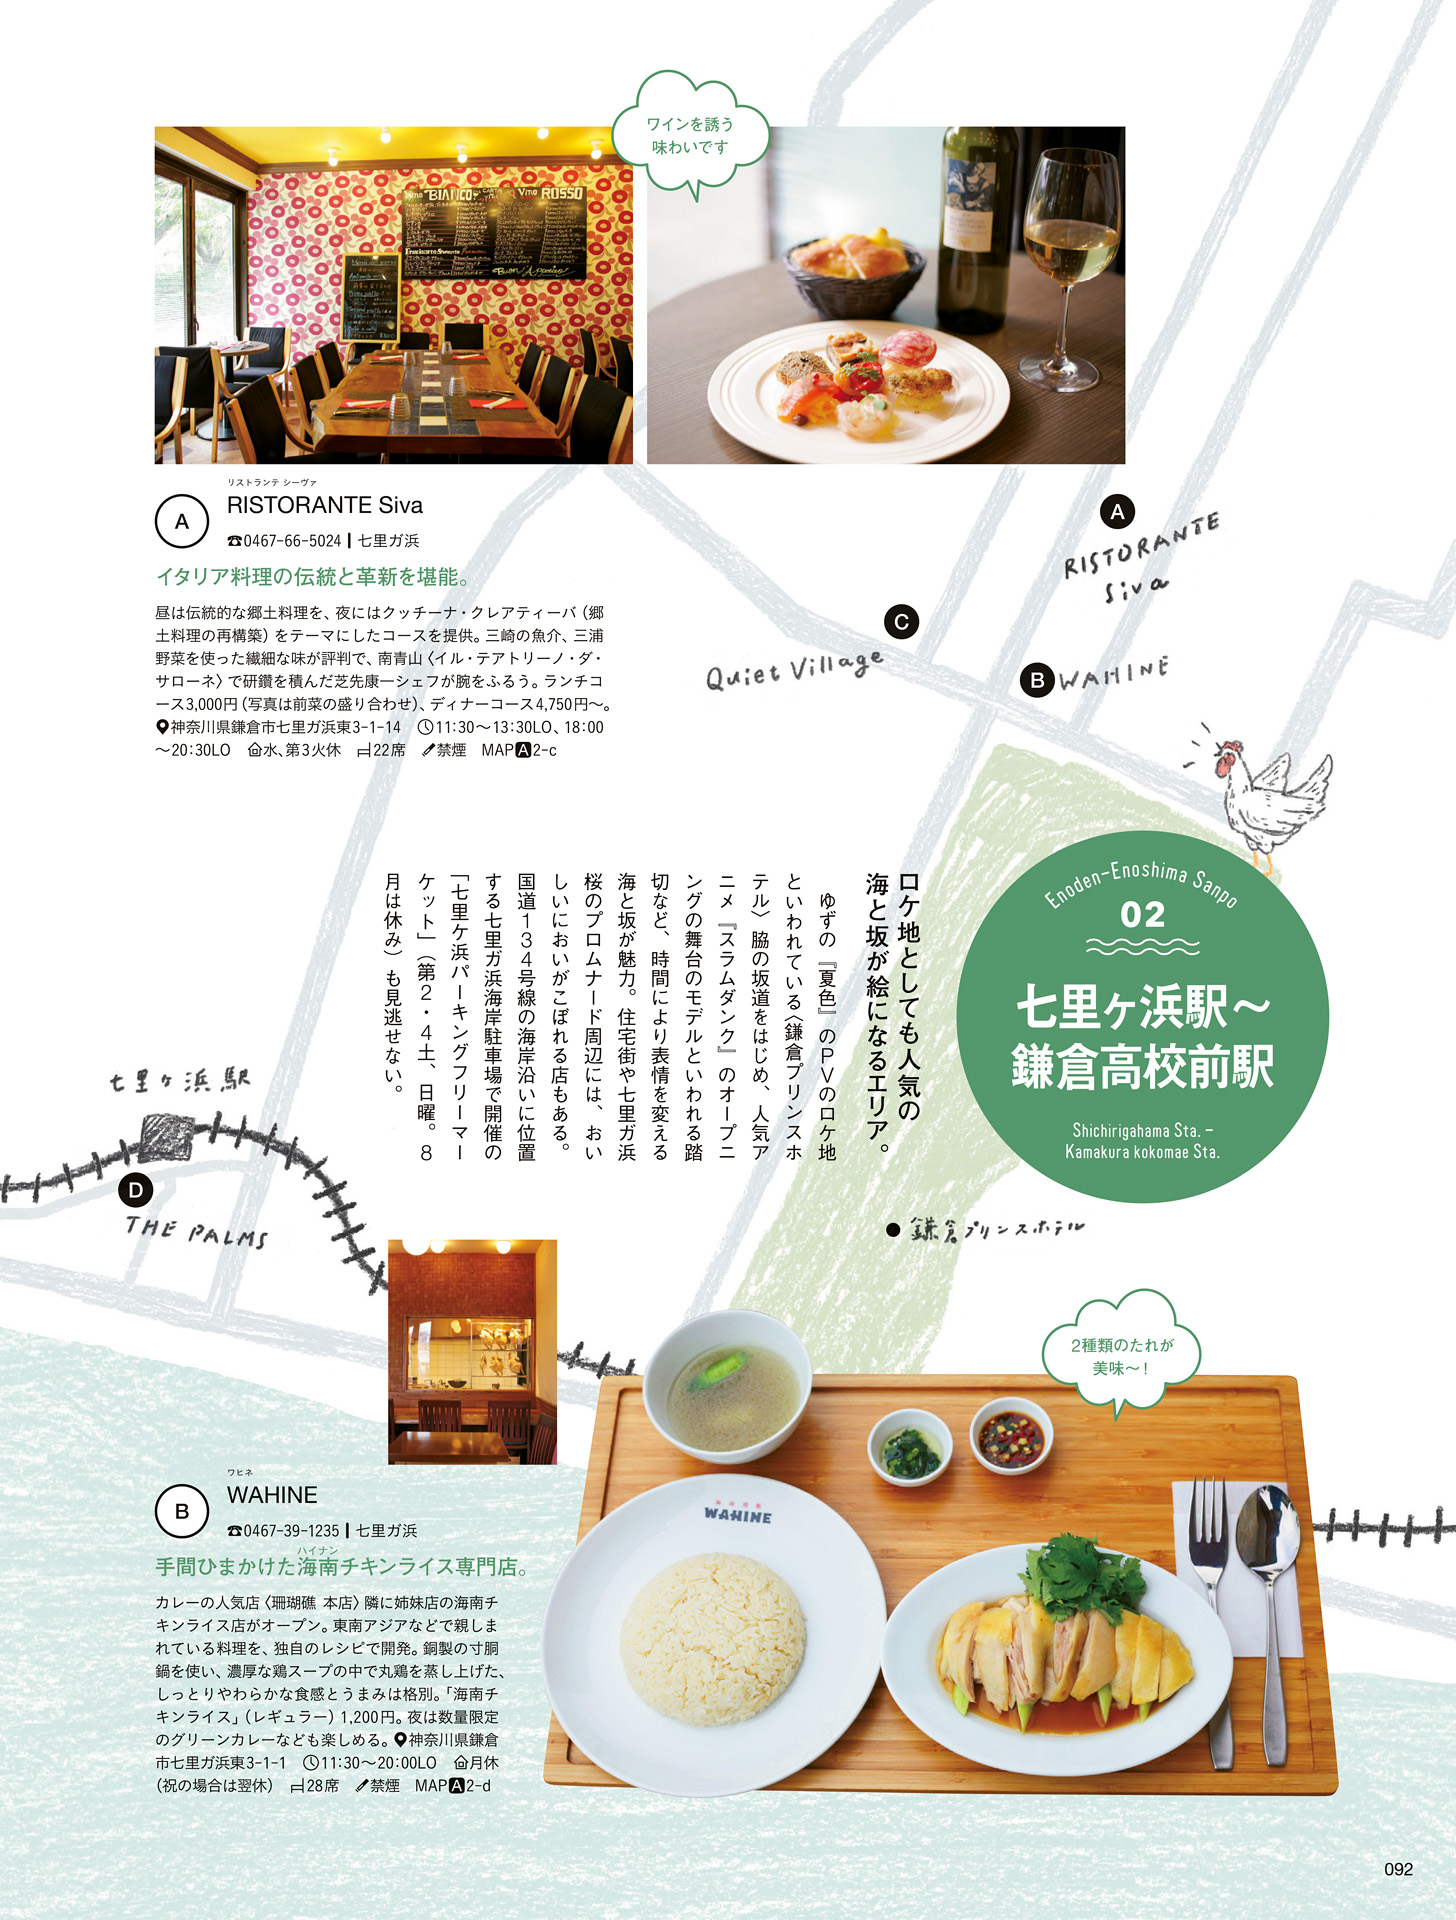 ワインを誘う
味わいです
BIANCO
Vino ROSSO
Buon Appetito
リストランテ シーヴァ
A
RISTORANTE Siva
☎0467-66-5024┃七里ガ浜
イタリア料理の伝統と革新を堪能。
昼は伝統的な郷土料理を、夜にはクッチーナ・クレアティーバ（郷
土料理の再構築）をテーマにしたコースを提供。三崎の魚介、三浦
野菜を使った繊細な味が評判で、南青山〈イル・テアトリーノ・ダ・
サローネ〉で研鑽を積んだ芝先康一シェフが腕をふるう。ランチコ
ース3,000円（写真は前菜の盛り合わせ）、ディナーコース4,750円〜。
神奈川県鎌倉市七里ガ浜東3-1-14　11:30〜13:30LO、18:00
〜20:30LO　水、第3火休　22席　禁煙　MAP A 2-c
A
RISTORANTE
Siva
C
Quiet Village
B WAHINE
Enoden-Enoshima Sanpo
02
七里ヶ浜駅〜
鎌倉高校前駅
Shichirigahama Sta. –
Kamakura kokomae Sta.
ロケ地としても人気の
海と坂が絵になるエリア。
ゆずの『夏色』のPVのロケ地
といわれている〈鎌倉プリンスホ
テル〉脇の坂道をはじめ、人気ア
ニメ『スラムダンク』のオープニ
ングの舞台のモデルといわれる踏
切など、時間により表情を変える
海と坂が魅力。住宅街や七里ガ浜
桜のプロムナード周辺には、おい
しいにおいがこぼれる店もある。
国道134号線の海岸沿いに位置
する七里ガ浜海岸駐車場で開催の
「七里ケ浜パーキングフリーマー
ケット」（第2・4土、日曜。8
月は休み）も見逃せない。
七里ヶ浜駅
D
THE PALMS
鎌倉プリンスホテル
2種類のたれが
美味〜！
ワヒネ
B
WAHINE
☎0467-39-1235┃七里ガ浜
ハイナン
手間ひまかけた海南チキンライス専門店。
カレーの人気店〈珊瑚礁 本店〉隣に姉妹店の海南チ
キンライス店がオープン。東南アジアなどで親しま
れている料理を、独自のレシピで開発。銅製の寸胴
鍋を使い、濃厚な鶏スープの中で丸鶏を蒸し上げた、
しっとりやわらかな食感とうまみは格別。「海南チ
キンライス」（レギュラー）1,200円。夜は数量限定
のグリーンカレーなども楽しめる。神奈川県鎌倉
市七里ガ浜東3-1-1　11:30〜20:00LO　月休
（祝の場合は翌休）　28席　禁煙　MAP A 2-d
WAHINE
092